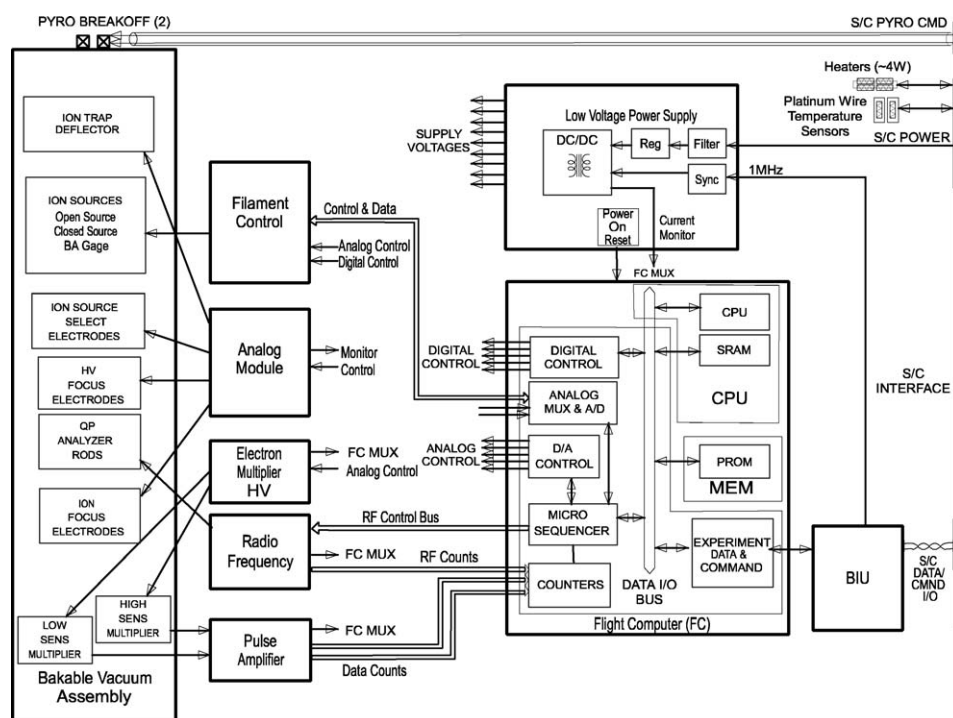 PYRO BREAKOFF (2)
S/C PYRO CMD
Heaters (~4W)
Platinum Wire
Temperature
Sensors
S/C POWER
ION TRAP
DEFLECTOR
ION SOURCES
Open Source
Closed Source
BA Gage
ION SOURCE
SELECT
ELECTRODES
HV
FOCUS
ELECTRODES
QP
ANALYZER
RODS
ION
FOCUS
ELECTRODES
HIGH
SENS
MULTIPLIER
LOW
SENS
MULTIPLIER
Bakable Vacuum
Assembly
Filament
Control
Control & Data
Analog Control
Digital Control
Analog
Module
Monitor
Control
Electron
Multiplier
HV
FC MUX
Analog Control
Radio
Frequency
RF Control Bus
FC MUX
RF Counts
Pulse
Amplifier
FC MUX
Data Counts
SUPPLY
VOLTAGES
Low Voltage Power Supply
DC/DC
Reg
Filter
Sync
1MHz
Power
On
Reset
Current
Monitor
FC MUX
DIGITAL
CONTROL
DIGITAL
CONTROL
ANALOG
MUX & A/D
ANALOG
CONTROL
D/A
CONTROL
MICRO
SEQUENCER
COUNTERS
DATA I/O
BUS
CPU
SRAM
CPU
PROM
MEM
EXPERIMENT
DATA &
COMMAND
Flight Computer (FC)
S/C
INTERFACE
BIU
S/C
DATA/
CMND
I/O